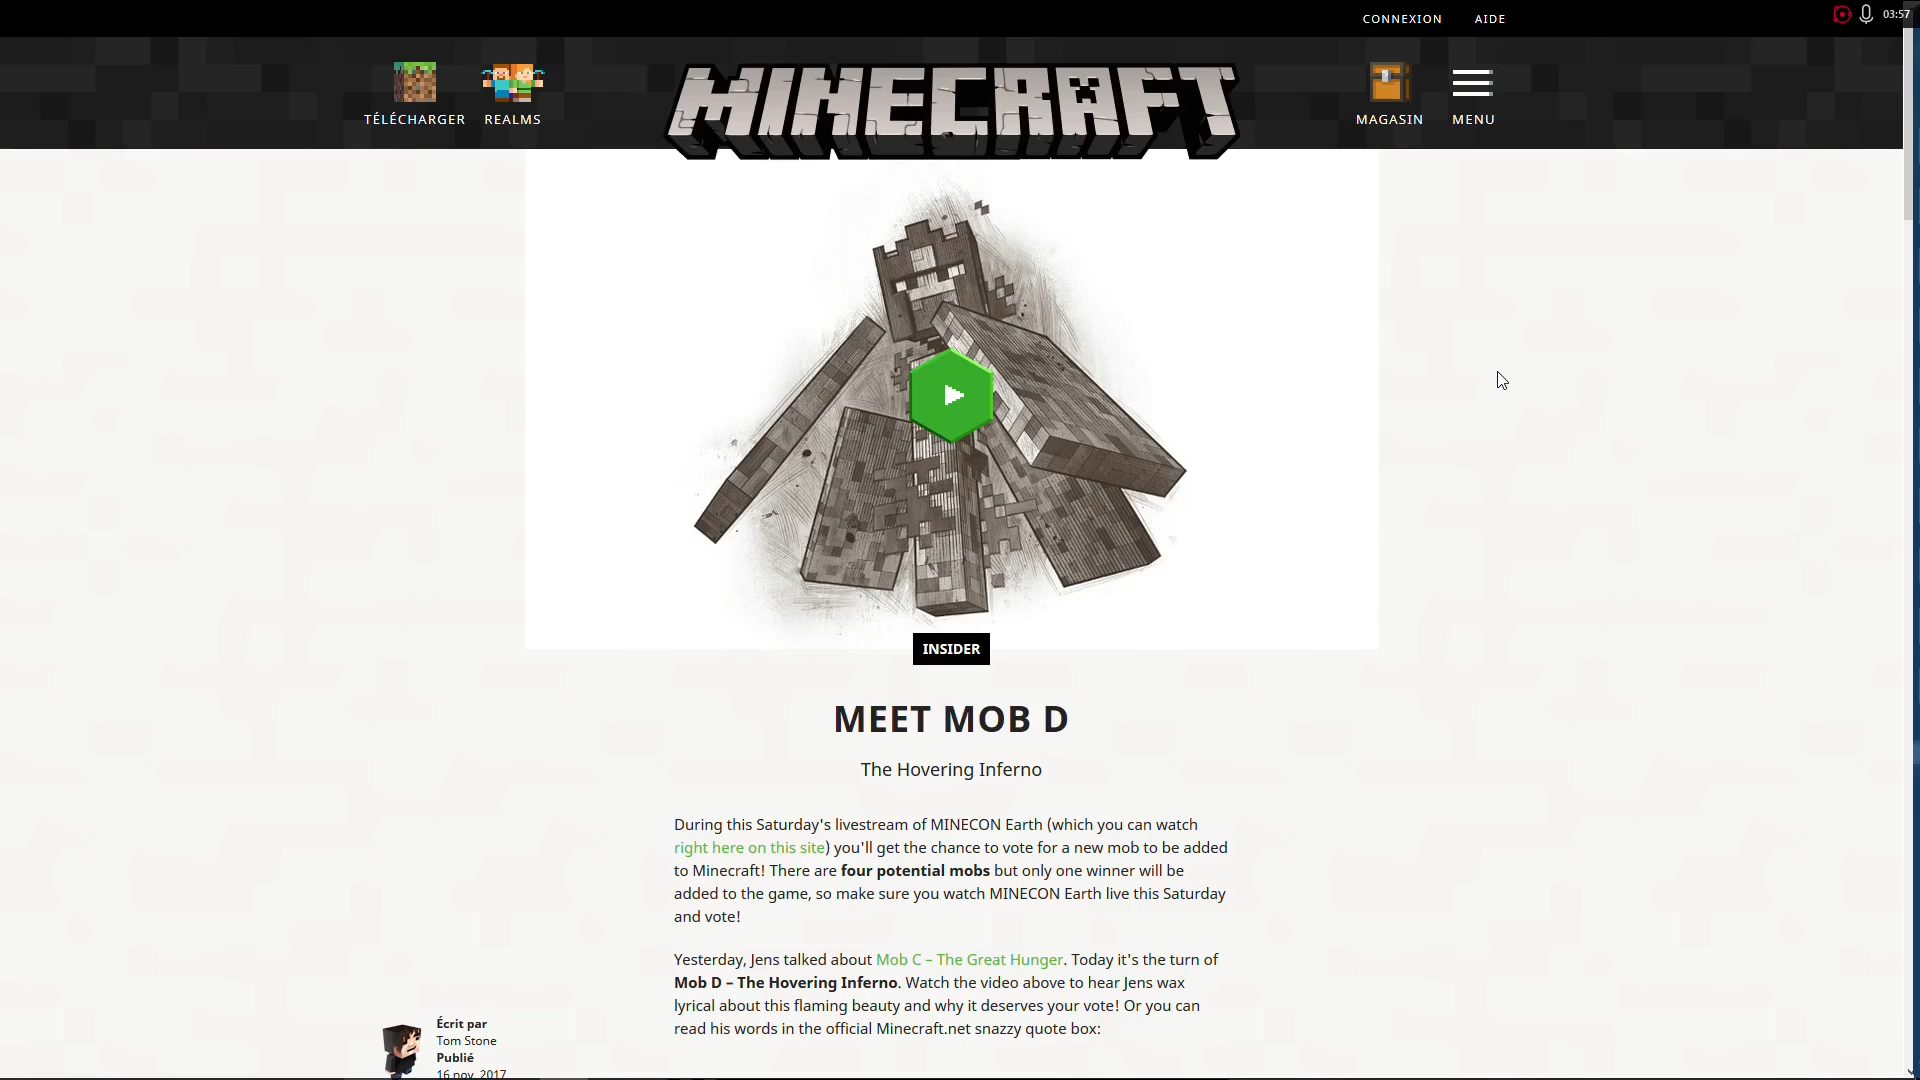 CONNEXION AIDE
03:57
TÉLÉCHARGER REALMS MINECRAFT MAGASIN MENU
INSIDER
MEET MOB D
The Hovering Inferno
During this Saturday's livestream of MINECON Earth (which you can watch
right here on this site) you'll get the chance to vote for a new mob to be added
to Minecraft! There are four potential mobs but only one winner will be
added to the game, so make sure you watch MINECON Earth live this Saturday
and vote!
Yesterday, Jens talked about Mob C – The Great Hunger. Today it's the turn of
Mob D – The Hovering Inferno. Watch the video above to hear Jens wax
lyrical about this flaming beauty and why it deserves your vote! Or you can
read his words in the official Minecraft.net snazzy quote box:
Écrit par
Tom Stone
Publié
16 nov. 2017